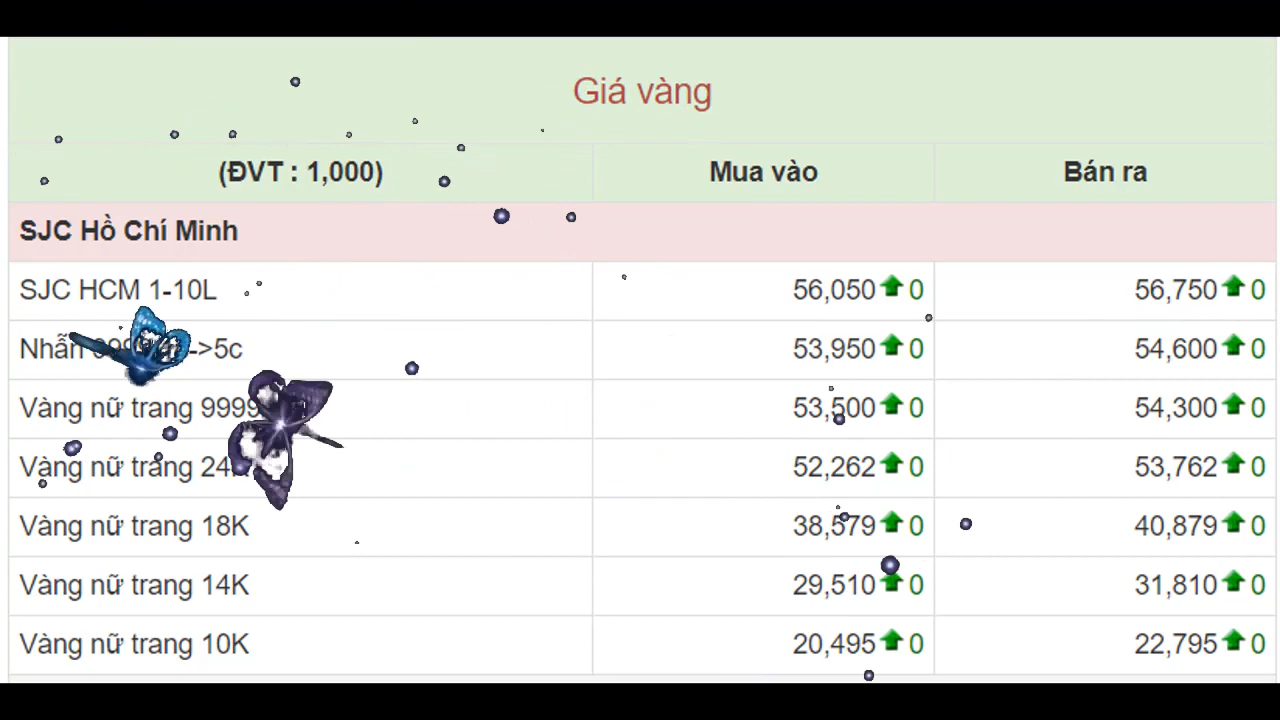 Giá vàng
(ĐVT : 1,000) Mua vào Bán ra
SJC Hồ Chí Minh
SJC HCM 1-10L 56,050 0 56,750 0
Nhẫn ->5c 53,950 0 54,600 0
Vàng nữ trang 9999 53,500 0 54,300 0
Vàng nữ trang 52,262 0 53,762 0
Vàng nữ trang 18K 38,579 0 40,879 0
Vàng nữ trang 14K 29,510 0 31,810 0
Vàng nữ trang 10K 20,495 0 22,795 0